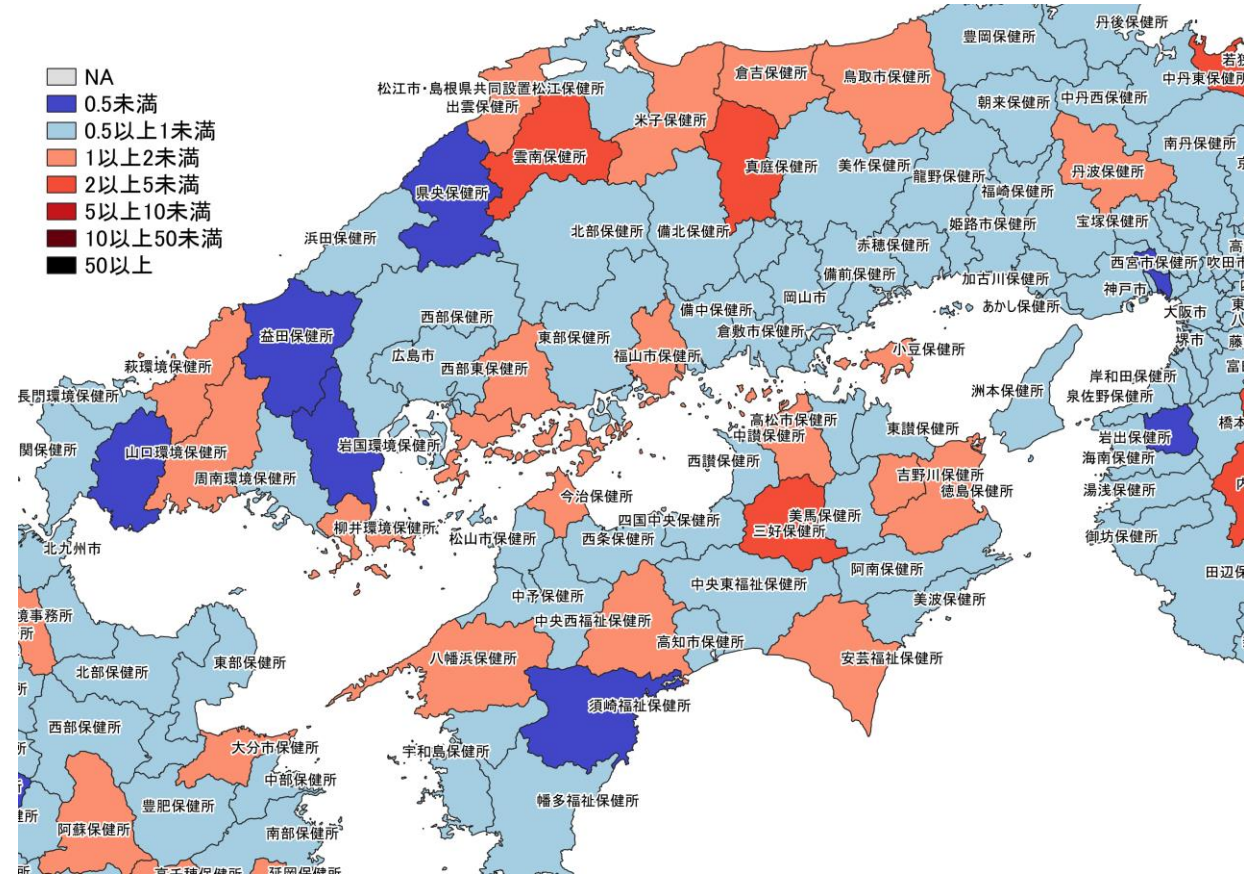 NA
0.5未満
0.5以上1未満
1以上2未満
2以上5未満
5以上10未満
10以上50未満
50以上
丹後保健所
豊岡保健所
中丹東保健所
倉吉保健所
鳥取市保健所
松江市・島根県共同設置松江保健所
出雲保健所
米子保健所
朝来保健所
中丹西保健所
南丹保健所
雲南保健所
真庭保健所
美作保健所
龍野保健所
丹波保健所
福崎保健所
県央保健所
浜田保健所
北部保健所
備北保健所
姫路市保健所
宝塚保健所
赤穂保健所
西宮市保健所
吹田市
備前保健所
加古川保健所
神戸市
岡山市
あかし保健所
大阪市
備中保健所
倉敷市保健所
堺市
西部保健所
益田保健所
東部保健所
広島市
福山市保健所
西部東保健所
小豆保健所
萩環境保健所
長門環境保健所
洲本保健所
岸和田保健所
泉佐野保健所
高松市保健所
中讃保健所
東讃保健所
岩出保健所
橋本
関保健所
山口環境保健所
岩国環境保健所
西讃保健所
海南保健所
周南環境保健所
吉野川保健所
徳島保健所
湯浅保健所
今治保健所
四国中央保健所
美馬保健所
三好保健所
御坊保健所
柳井環境保健所
松山市保健所
西条保健所
北九州市
阿南保健所
中央東福祉保健所
田辺保
中予保健所
美波保健所
境事務所
中央西福祉保健所
高知市保健所
八幡浜保健所
安芸福祉保健所
東部保健所
北部保健所
須崎福祉保健所
西部保健所
大分市保健所
宇和島保健所
中部保健所
豊肥保健所
幡多福祉保健所
阿蘇保健所
南部保健所
高千穂保健所
延岡保健所